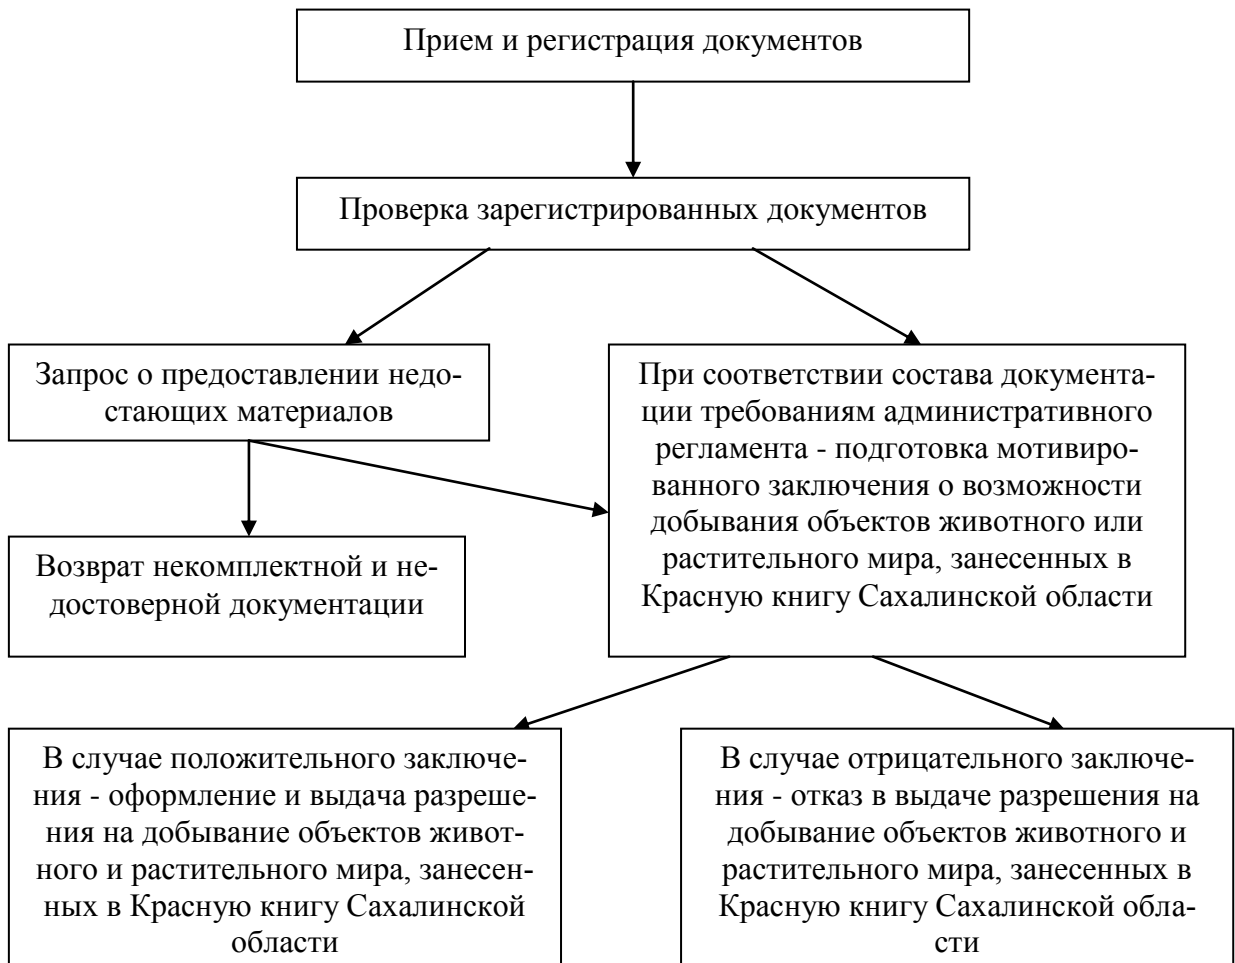 Прием и регистрация документов
Проверка зарегистрированных документов
Запрос о предоставлении недо-
стающих материалов
При соответствии состава документа-
ции требованиям административного
регламента - подготовка мотивиро-
ванного заключения о возможности
добывания объектов животного или
растительного мира, занесенных в
Красную книгу Сахалинской области
Возврат некомплектной и не-
достоверной документации
В случае положительного заключе-
ния - оформление и выдача разреше-
ния на добывание объектов живот-
ного и растительного мира, занесен-
ных в Красную книгу Сахалинской
области
В случае отрицательного заключе-
ния - отказ в выдаче разрешения на
добывание объектов животного и
растительного мира, занесенных в
Красную книгу Сахалинской обла-
сти